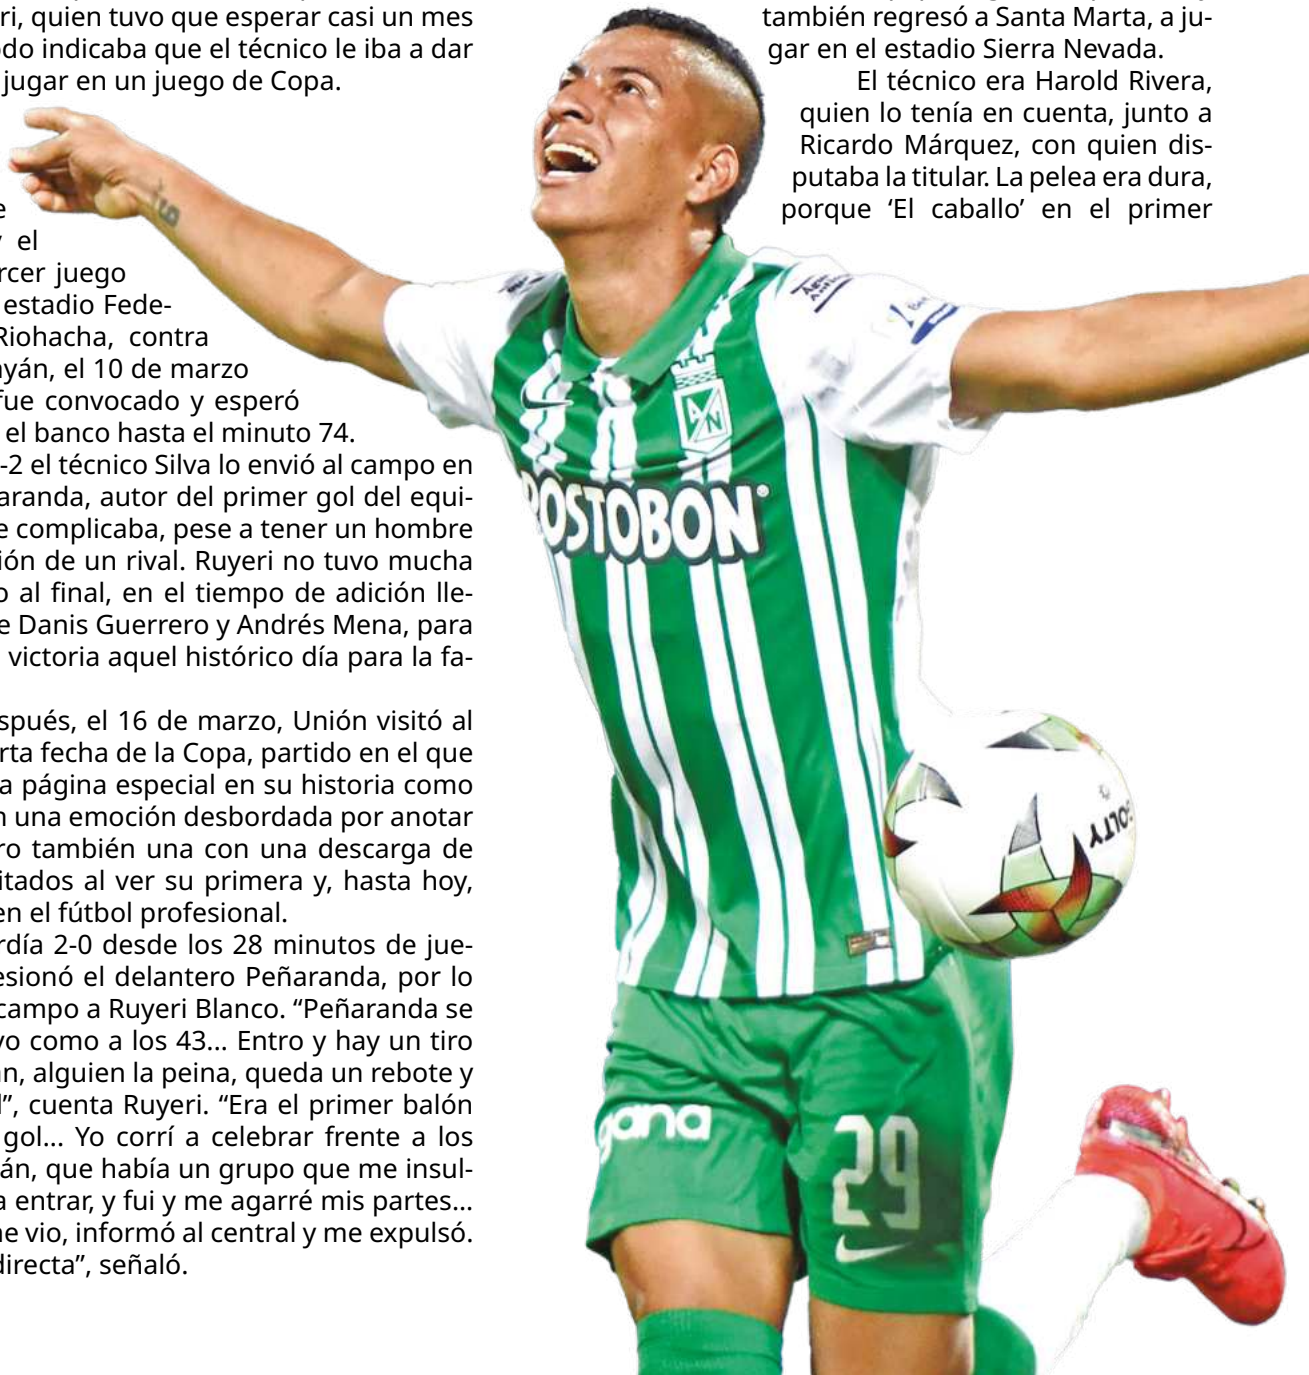 ri, quien tuvo que esperar casi un mes
do indicaba que el técnico le iba a dar
jugar en un juego de Copa.
e
el
rcer juego
estadio Fede-
Riohacha, contra
ayán, el 10 de marzo
fue convocado y esperó
el banco hasta el minuto 74.
-2 el técnico Silva lo envió al campo en
aranda, autor del primer gol del equi-
e complicaba, pese a tener un hombre
ión de un rival. Ruyeri no tuvo mucha
o al final, en el tiempo de adición lle-
e Danis Guerrero y Andrés Mena, para
victoria aquel histórico día para la fa-
spués, el 16 de marzo, Unión visitó al
rta fecha de la Copa, partido en el que
a página especial en su historia como
n una emoción desbordada por anotar
ro también una con una descarga de
itados al ver su primera y, hasta hoy,
en el fútbol profesional.
rdía 2-0 desde los 28 minutos de jue-
esionó el delantero Peñaranda, por lo
campo a Ruyeri Blanco. “Peñaranda se
yo como a los 43... Entro y hay un tiro
an, alguien la peina, queda un rebote y
l”, cuenta Ruyeri. “Era el primer balón
gol... Yo corrí a celebrar frente a los
án, que había un grupo que me insul-
a entrar, y fui y me agarré mis partes...
ne vio, informó al central y me expulsó.
directa”, señaló.
también regresó a Santa Marta, a ju-
gar en el estadio Sierra Nevada.
El técnico era Harold Rivera,
quien lo tenía en cuenta, junto a
Ricardo Márquez, con quien dis-
putaba la titular. La pelea era dura,
porque ‘El caballo’ en el primer
AN
POSTOBON
GOLTY
gana
29